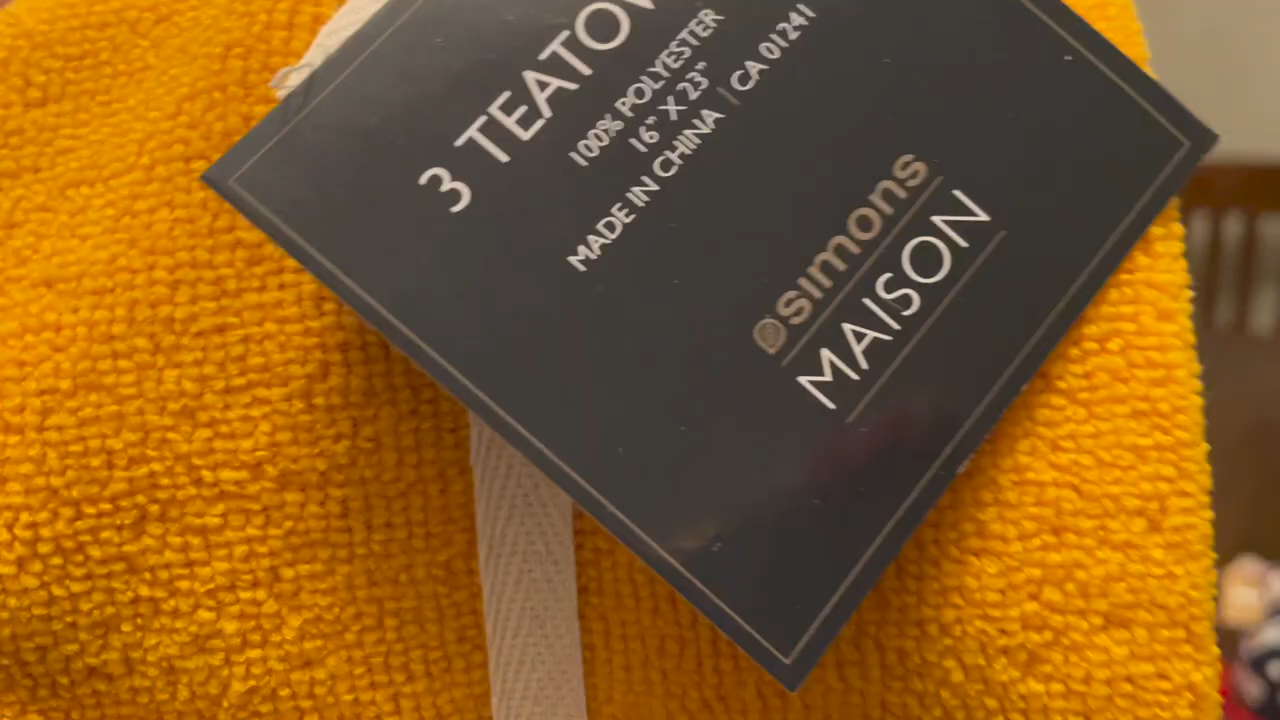 3 TEATOW
100% POLYESTER
16" X 23"
MADE IN CHINA | CA 01241
simons
MAISON